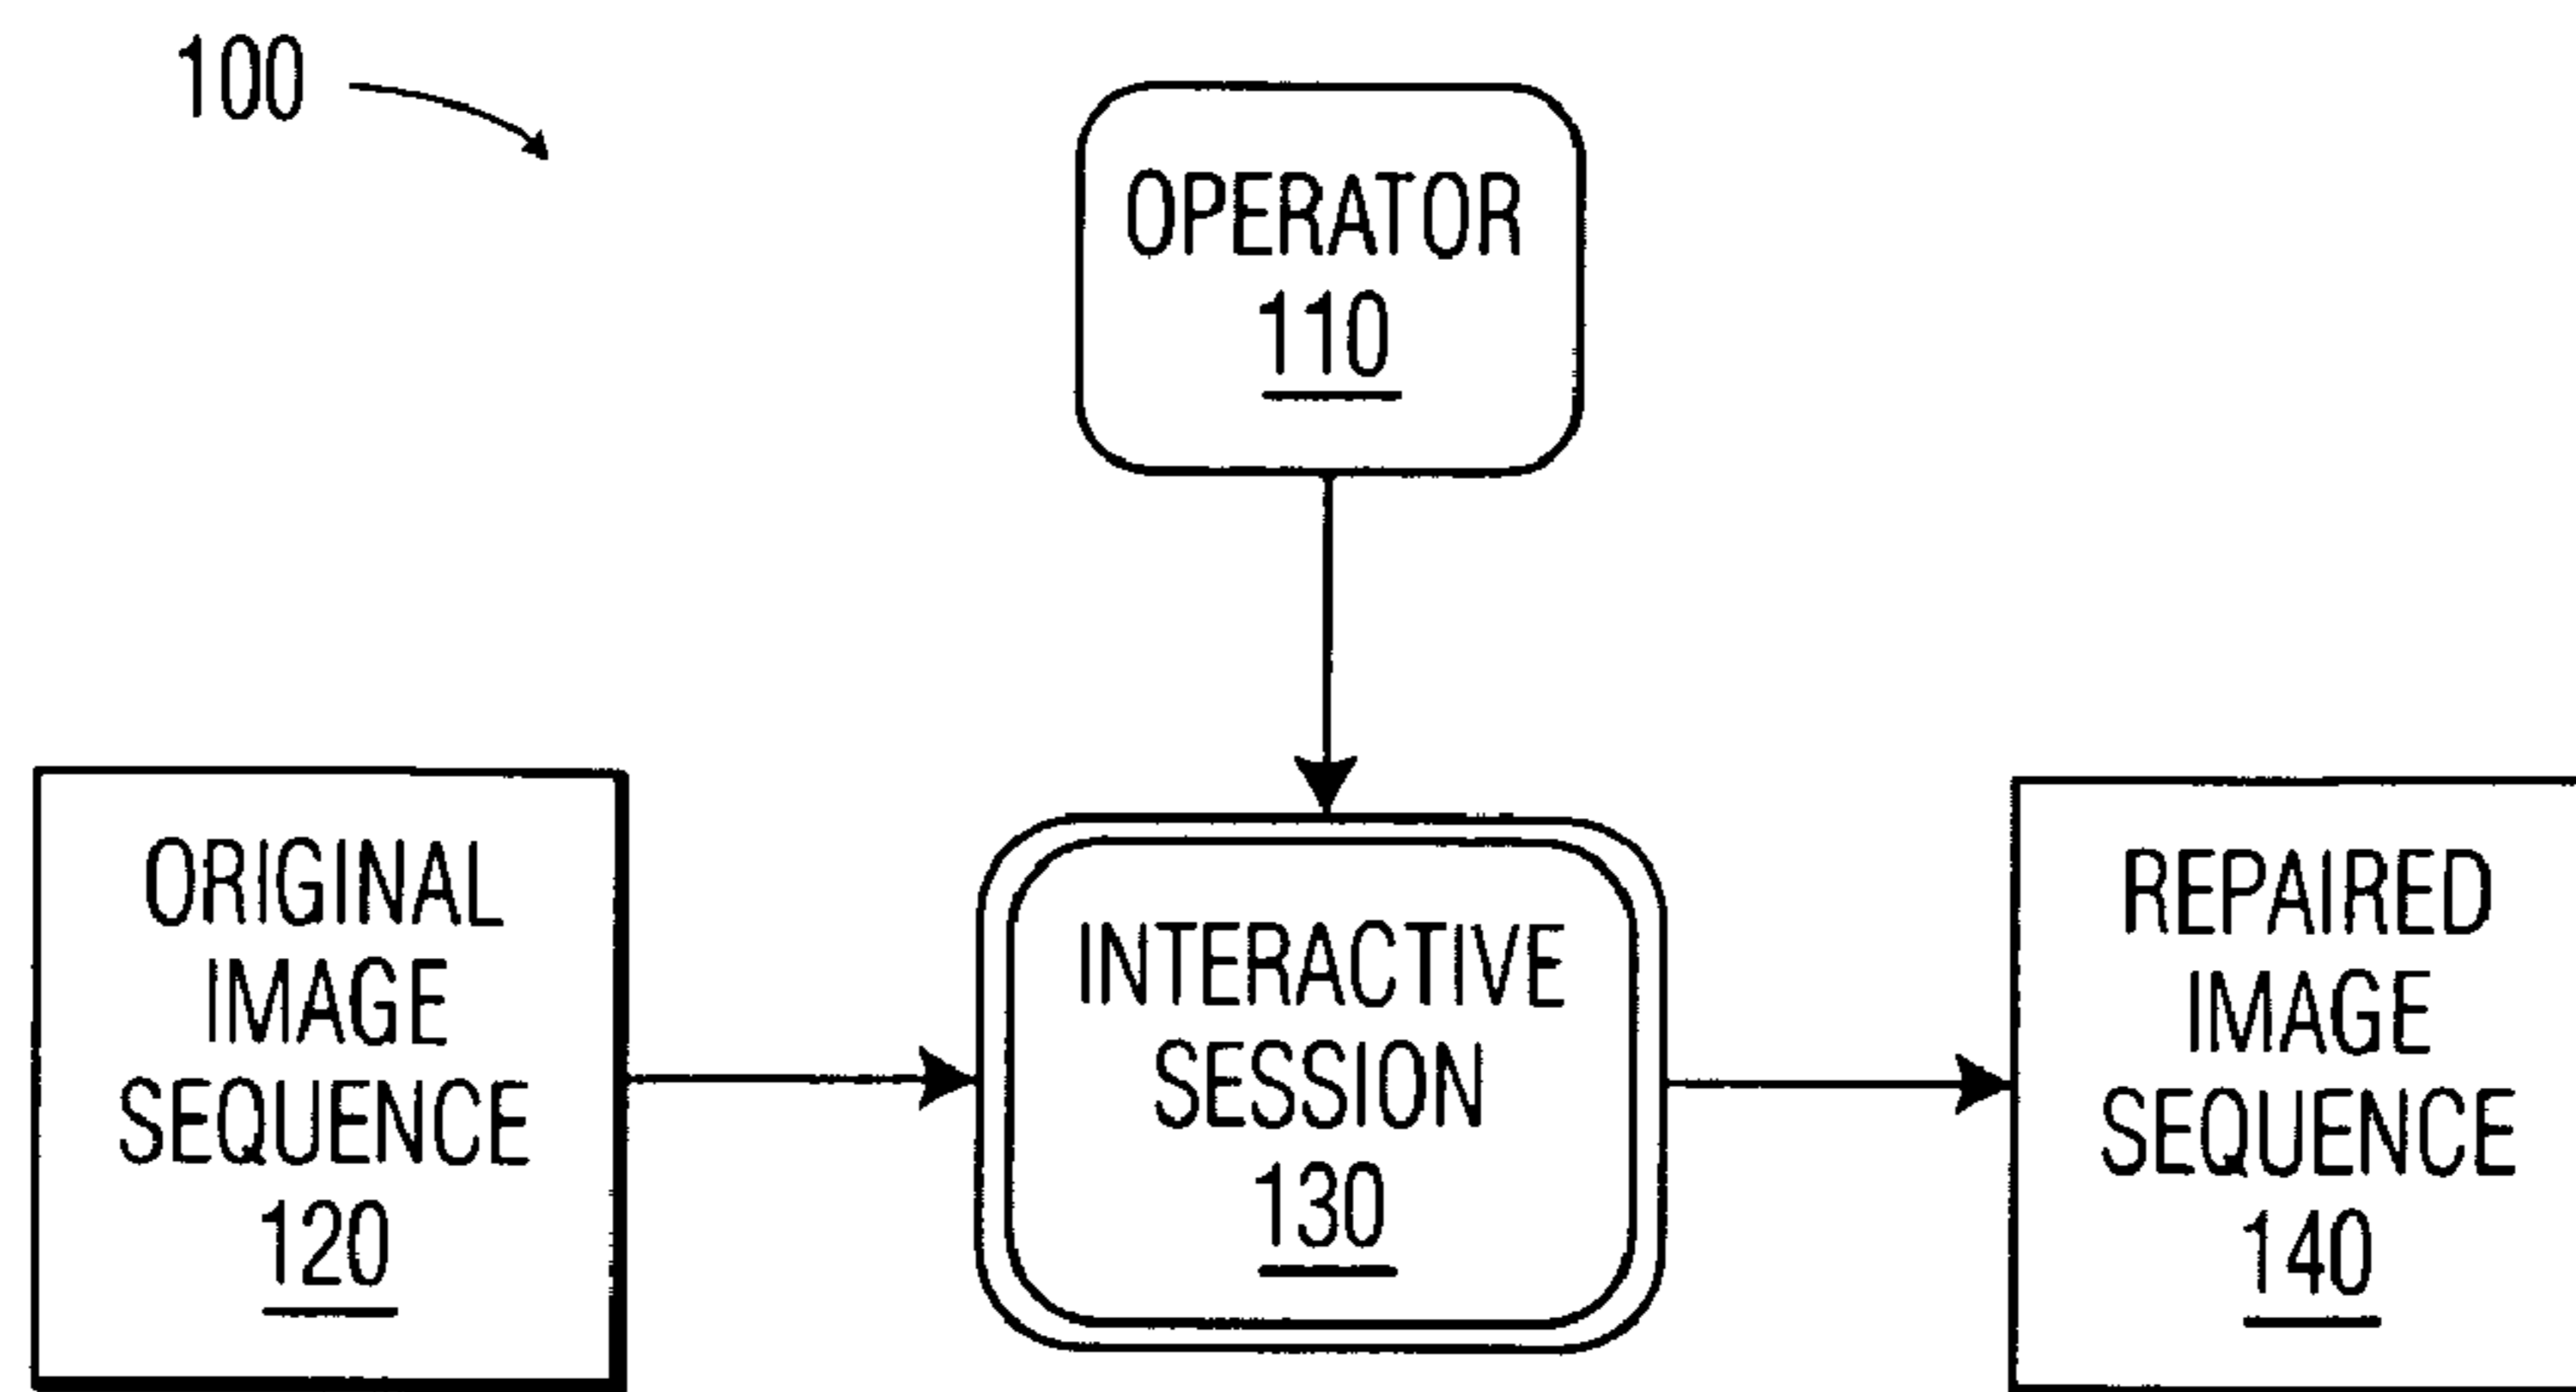 100
OPERATOR
110
ORIGINAL
IMAGE
SEQUENCE
120
INTERACTIVE
SESSION
130
REPAIRED
IMAGE
SEQUENCE
140